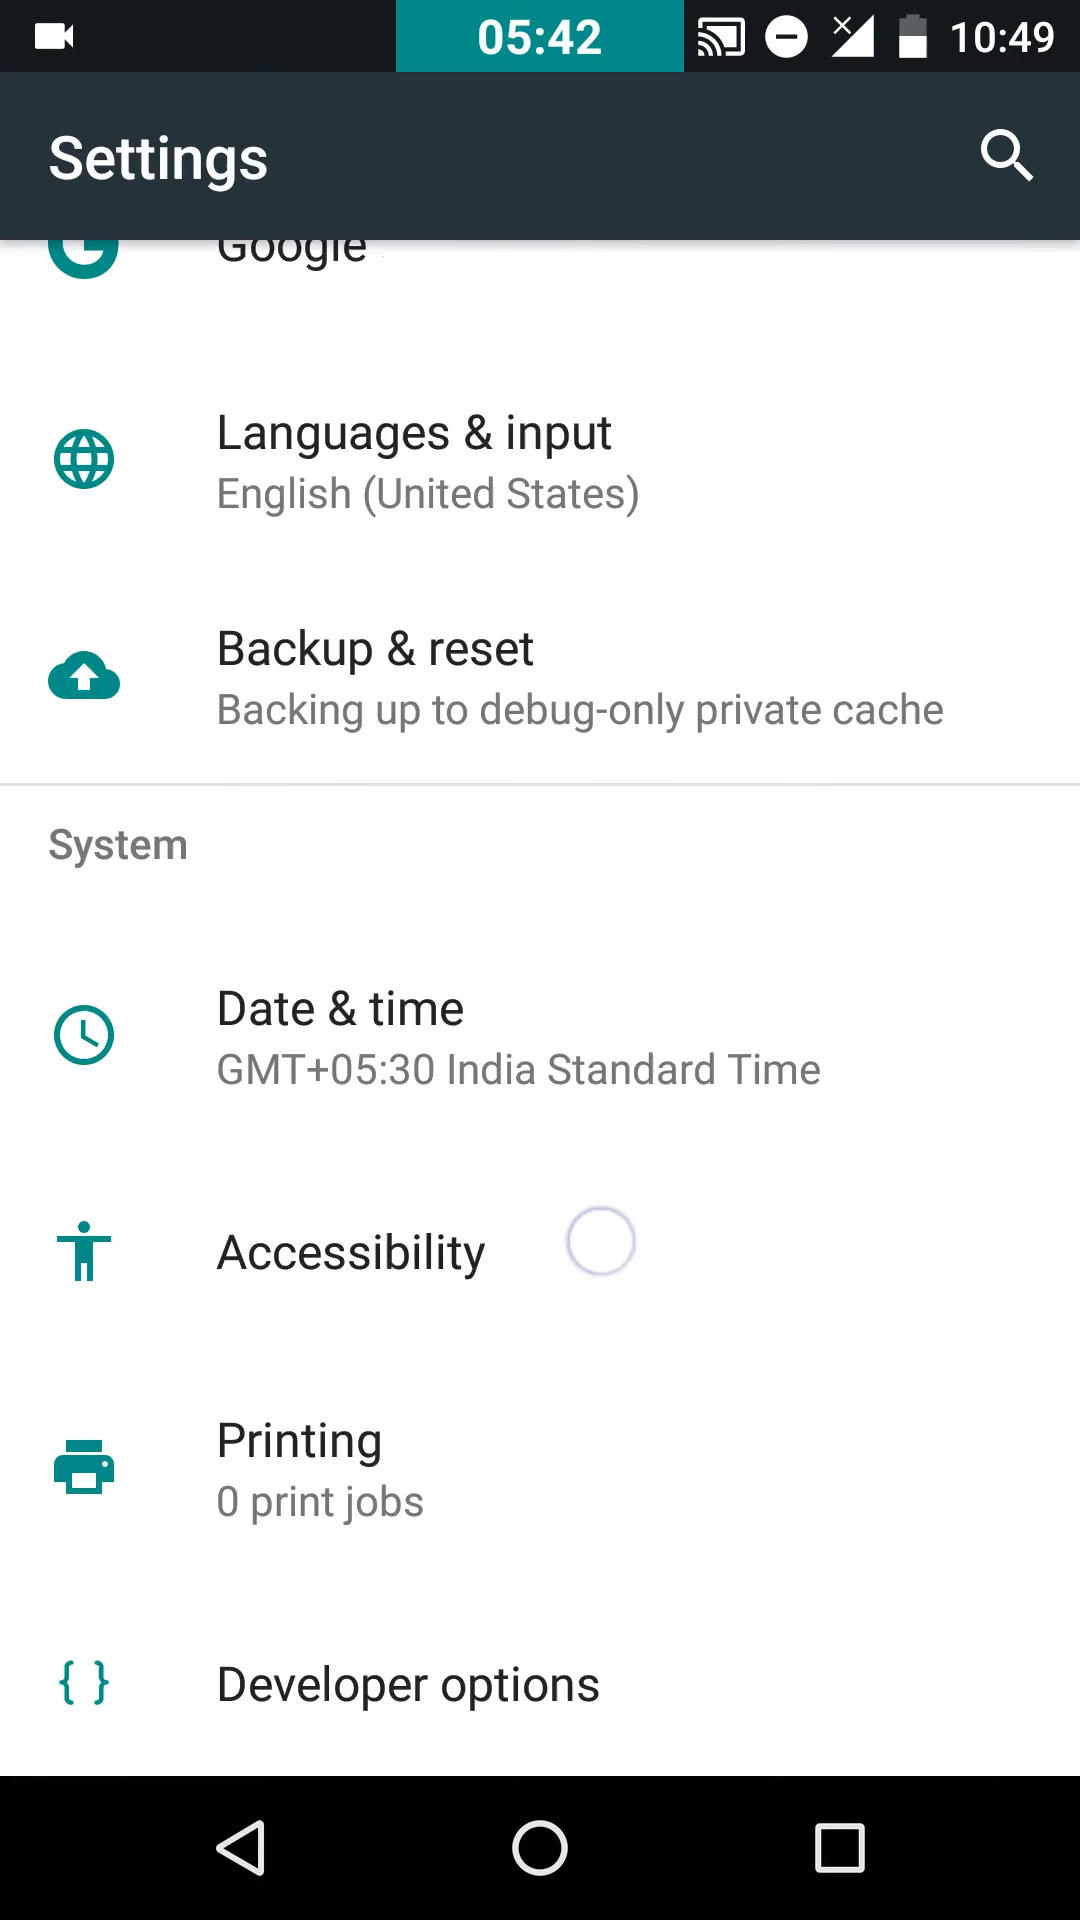 05:42
10:49
Settings
Google
Languages & input
English (United States)
Backup & reset
Backing up to debug-only private cache
System
Date & time
GMT+05:30 India Standard Time
Accessibility
Printing
0 print jobs
Developer options